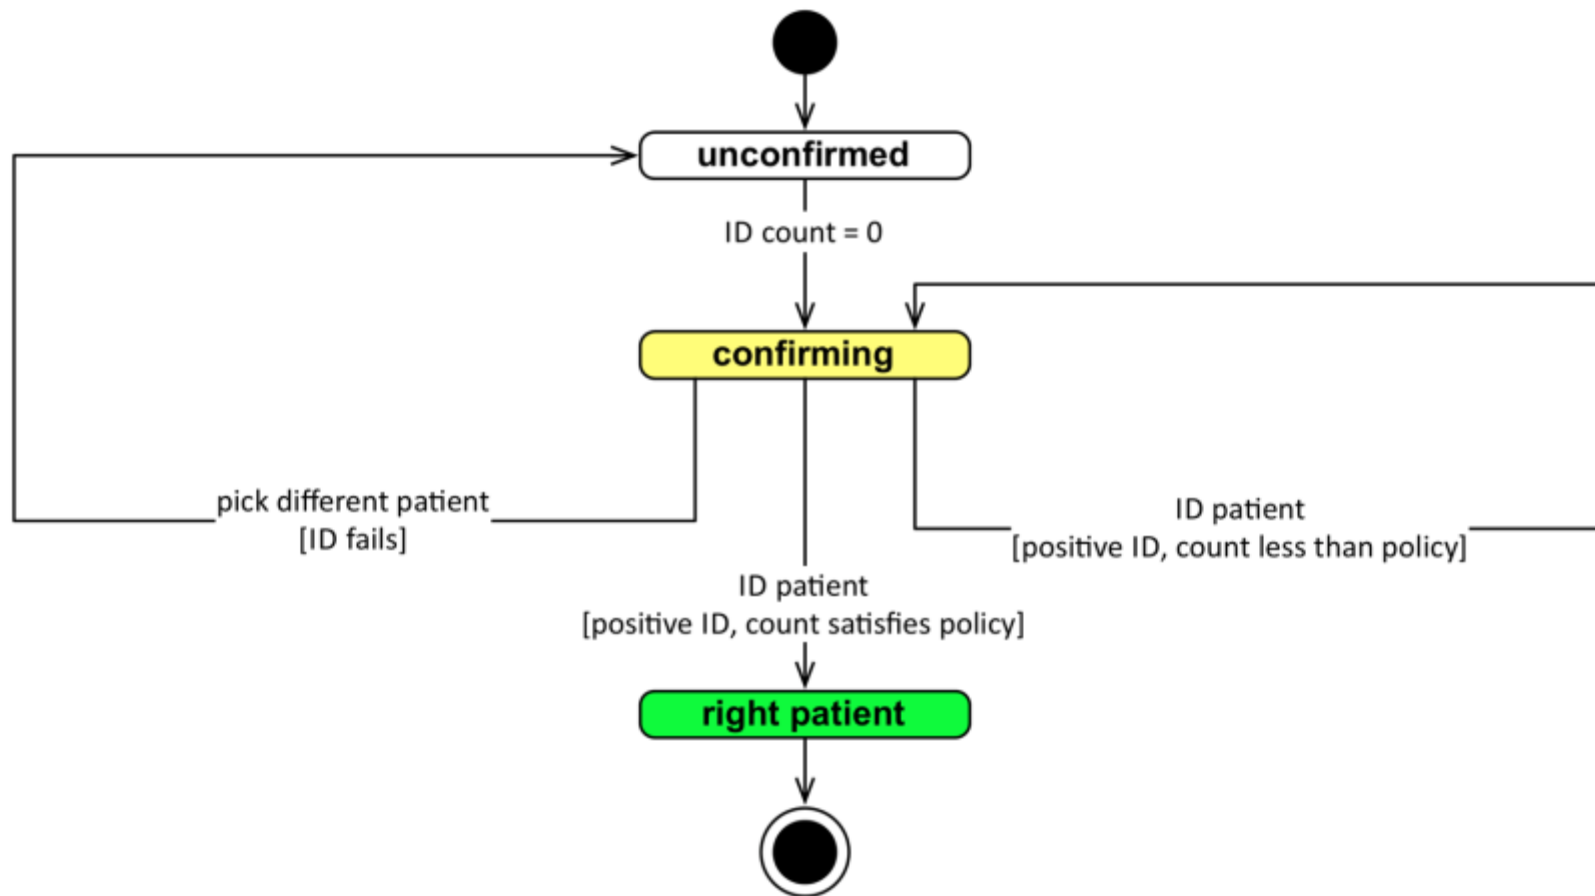 unconfirmed
ID count = 0
confirming
pick different patient
[ID fails]
ID patient
[positive ID, count less than policy]
ID patient
[positive ID, count satisfies policy]
right patient